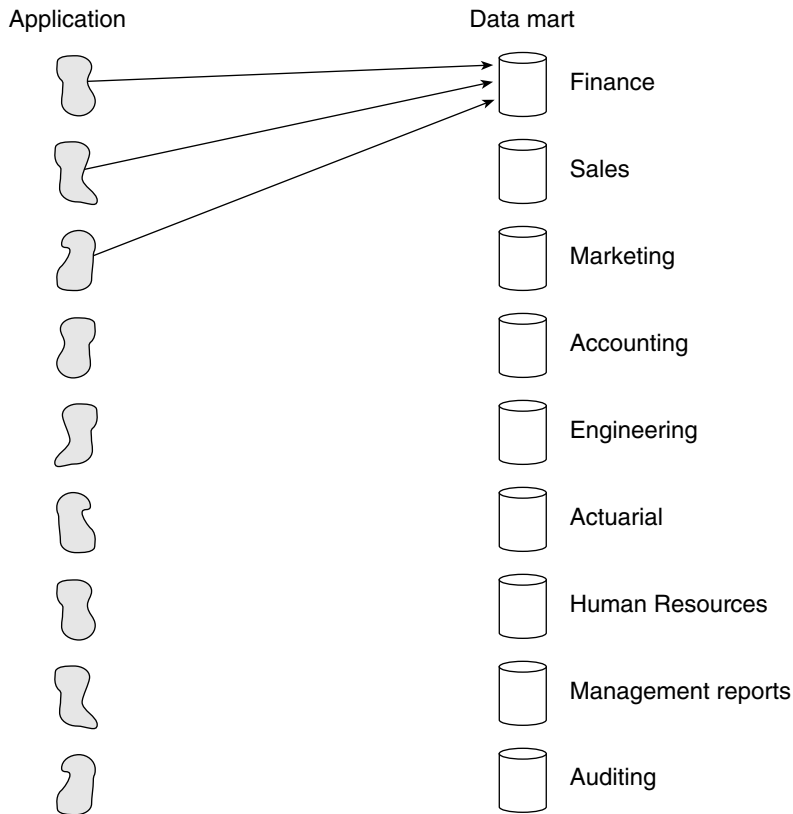 Application
Data mart
Finance
Sales
Marketing
Accounting
Engineering
Actuarial
Human Resources
Management reports
Auditing